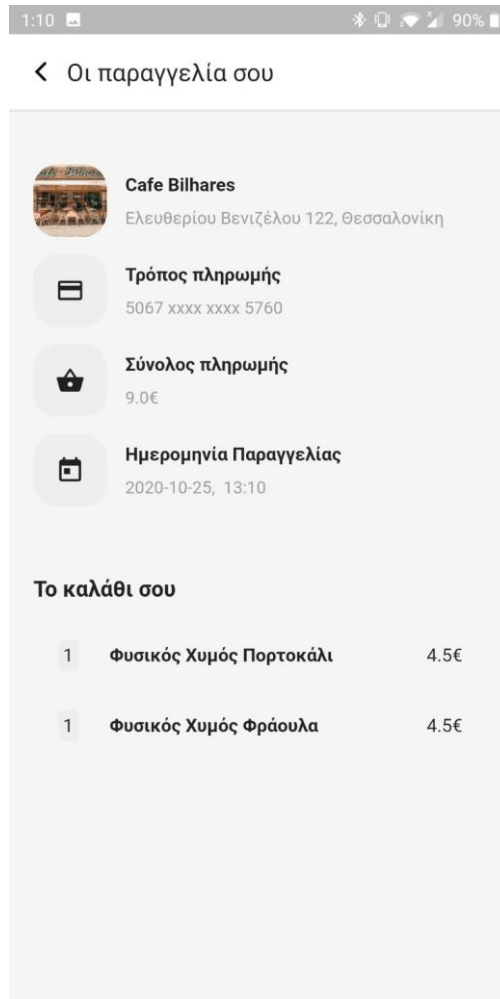 1:10 90%
Οι παραγγελία σου
Cafe Bilhares
Ελευθερίου Βενιζέλου 122, Θεσσαλονίκη
Τρόπος πληρωμής
5067 xxxx xxxx 5760
Σύνολος πληρωμής
9.0€
Ημερομηνία Παραγγελίας
2020-10-25, 13:10
Το καλάθι σου
1 Φυσικός Χυμός Πορτοκάλι 4.5€
1 Φυσικός Χυμός Φράουλα 4.5€